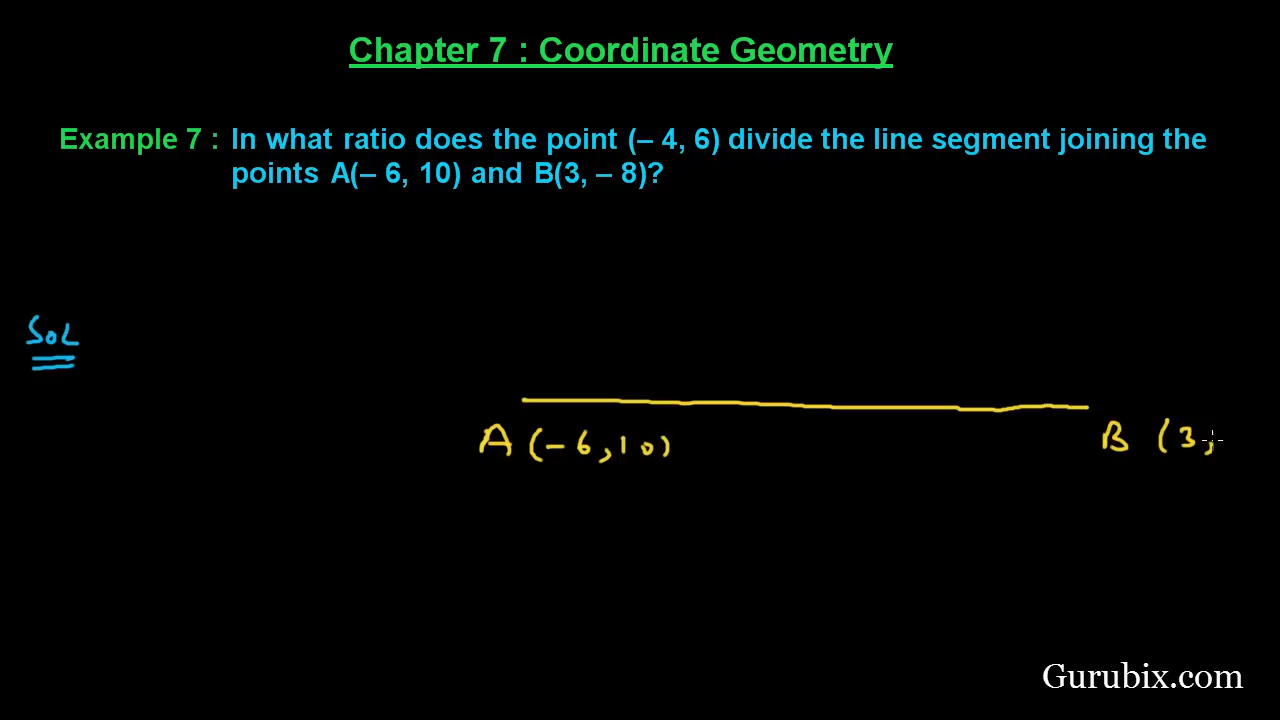 Chapter 7 : Coordinate Geometry
Example 7 : In what ratio does the point (– 4, 6) divide the line segment joining the
points A(– 6, 10) and B(3, – 8)?
SOL
A (– 6, 10)
B (3,
Gurubix.com